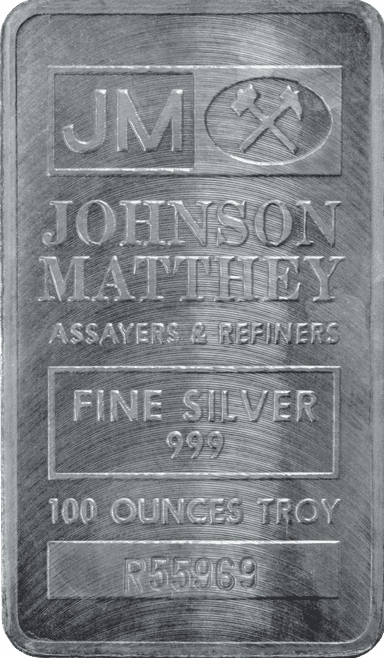 JM
JOHNSON
MATTHEY
ASSAYERS & REFINERS
FINE SILVER
999
100 OUNCES TROY
R55969